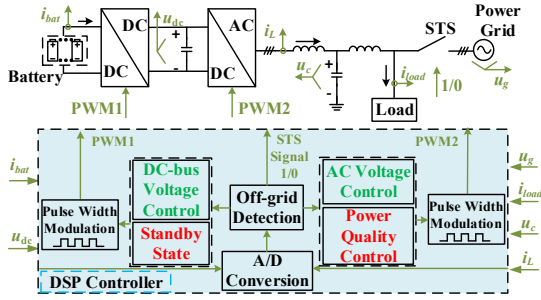 i_bat
DC
DC
Battery
PWM1
u_dc
+
-
AC
DC
PWM2
i_L
u_c
+
-
i_load
Load
STS
1/0
Power
Grid
u_g
PWM1
STS
Signal
1/0
PWM2
i_bat
u_dc
Pulse Width
Modulation
DC-bus
Voltage
Control
Standby
State
Off-grid
Detection
A/D
Conversion
AC Voltage
Control
Power
Quality
Control
Pulse Width
Modulation
u_g
i_load
u_c
i_L
DSP Controller